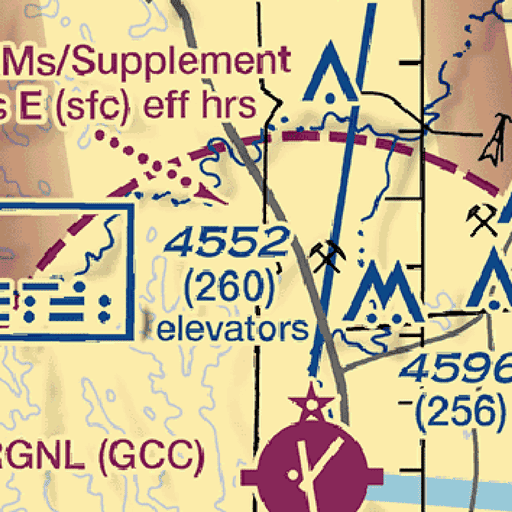 Ms/Supplement
s E (sfc) eff hrs
4552
(260)
elevators
4596
(256)
RGNL (GCC)